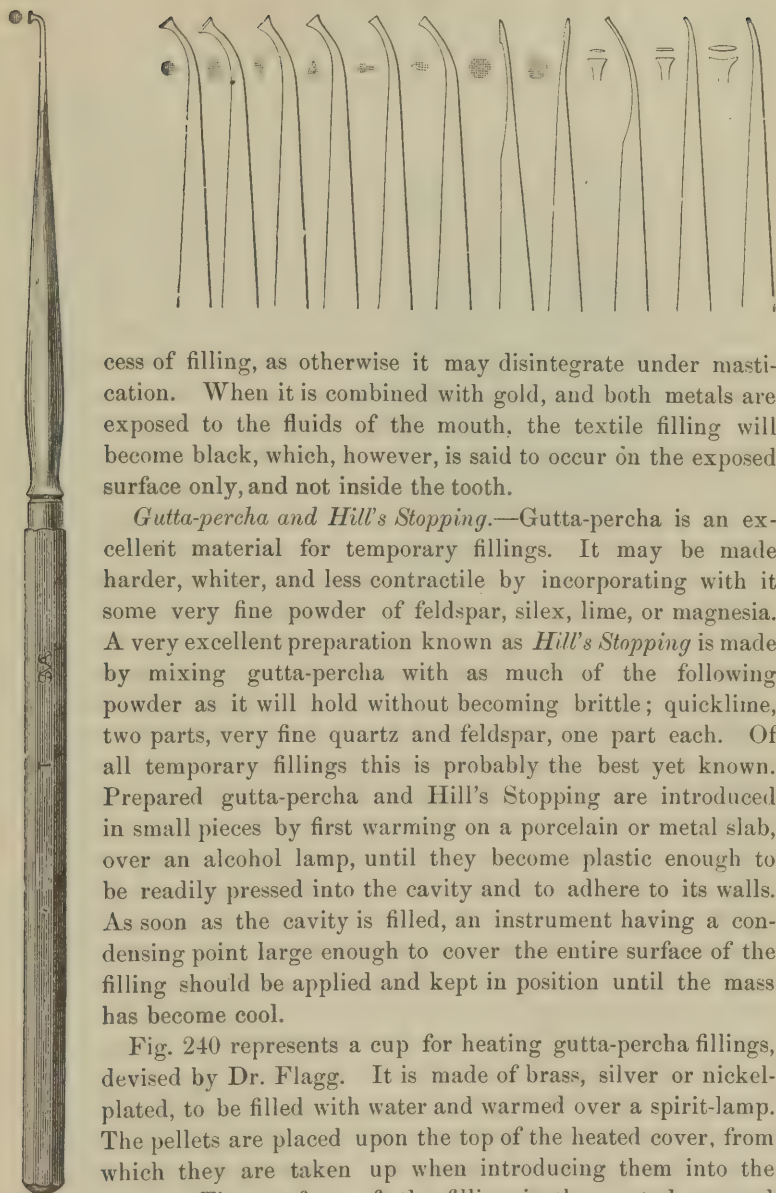 cess of filling, as otherwise it may disintegrate under masti-
cation. When it is combined with gold, and both metals are
exposed to the fluids of the mouth, the textile filling will
become black, which, however, is said to occur on the exposed
surface only, and not inside the tooth.
Gutta-percha and Hill's Stopping.—Gutta-percha is an ex-
cellent material for temporary fillings. It may be made
harder, whiter, and less contractile by incorporating with it
some very fine powder of feldspar, silex, lime, or magnesia.
A very excellent preparation known as Hill's Stopping is made
by mixing gutta-percha with as much of the following
powder as it will hold without becoming brittle; quicklime,
two parts, very fine quartz and feldspar, one part each. Of
all temporary fillings this is probably the best yet known.
Prepared gutta-percha and Hill's Stopping are introduced
in small pieces by first warming on a porcelain or metal slab,
over an alcohol lamp, until they become plastic enough to
be readily pressed into the cavity and to adhere to its walls.
As soon as the cavity is filled, an instrument having a con-
densing point large enough to cover the entire surface of the
filling should be applied and kept in position until the mass
has become cool.
Fig. 240 represents a cup for heating gutta-percha fillings,
devised by Dr. Flagg. It is made of brass, silver or nickel-
plated, to be filled with water and warmed over a spirit-lamp.
The pellets are placed upon the top of the heated cover, from
which they are taken up when introducing them into the